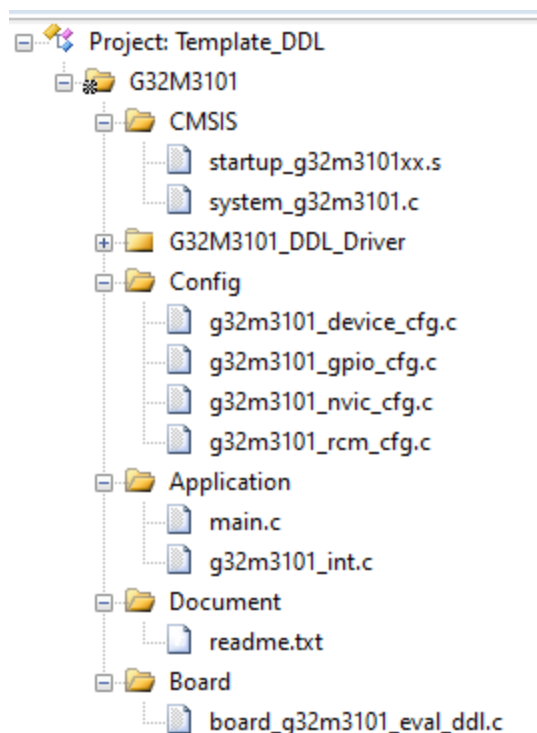 Project: Template_DDL
G32M3101
CMSIS
startup_g32m3101xx.s
system_g32m3101.c
G32M3101_DDL_Driver
Config
g32m3101_device_cfg.c
g32m3101_gpio_cfg.c
g32m3101_nvic_cfg.c
g32m3101_rcm_cfg.c
Application
main.c
g32m3101_int.c
Document
readme.txt
Board
board_g32m3101_eval_ddl.c